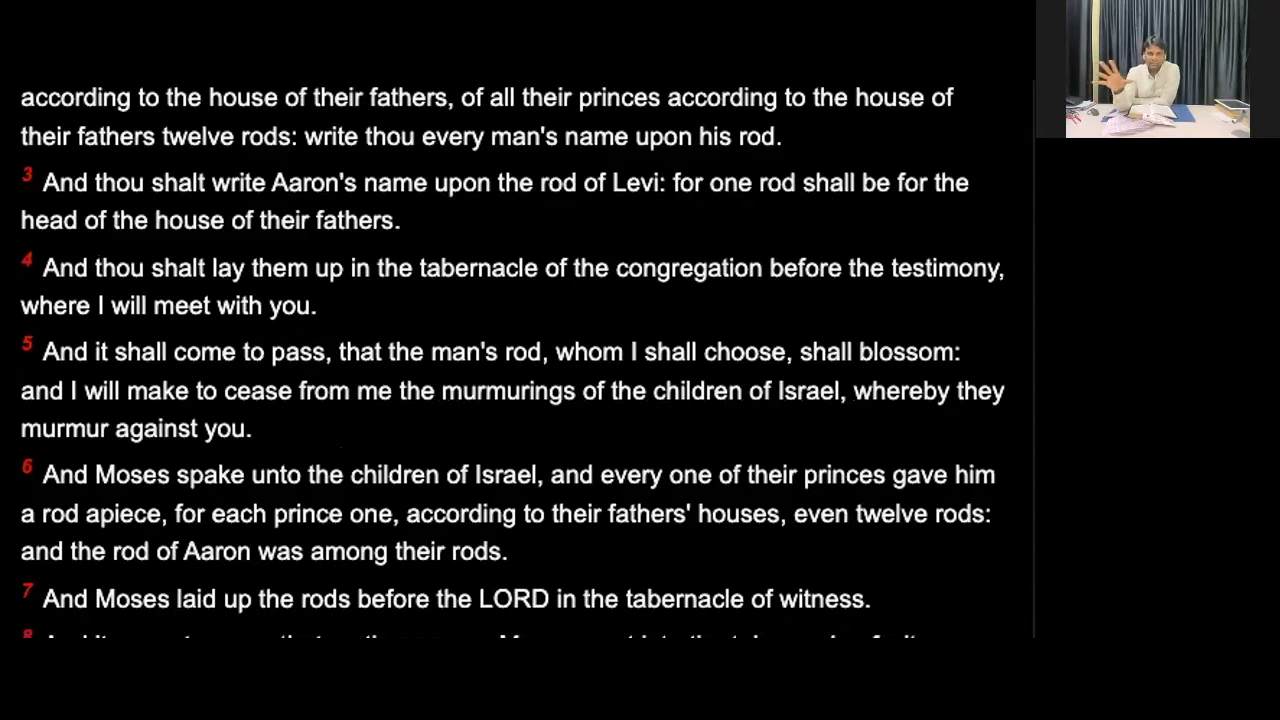 according to the house of their fathers, of all their princes according to the house of
their fathers twelve rods: write thou every man's name upon his rod.
3 And thou shalt write Aaron's name upon the rod of Levi: for one rod shall be for the
head of the house of their fathers.
4 And thou shalt lay them up in the tabernacle of the congregation before the testimony,
where I will meet with you.
5 And it shall come to pass, that the man's rod, whom I shall choose, shall blossom:
and I will make to cease from me the murmurings of the children of Israel, whereby they
murmur against you.
6 And Moses spake unto the children of Israel, and every one of their princes gave him
a rod apiece, for each prince one, according to their fathers' houses, even twelve rods:
and the rod of Aaron was among their rods.
7 And Moses laid up the rods before the LORD in the tabernacle of witness.
8